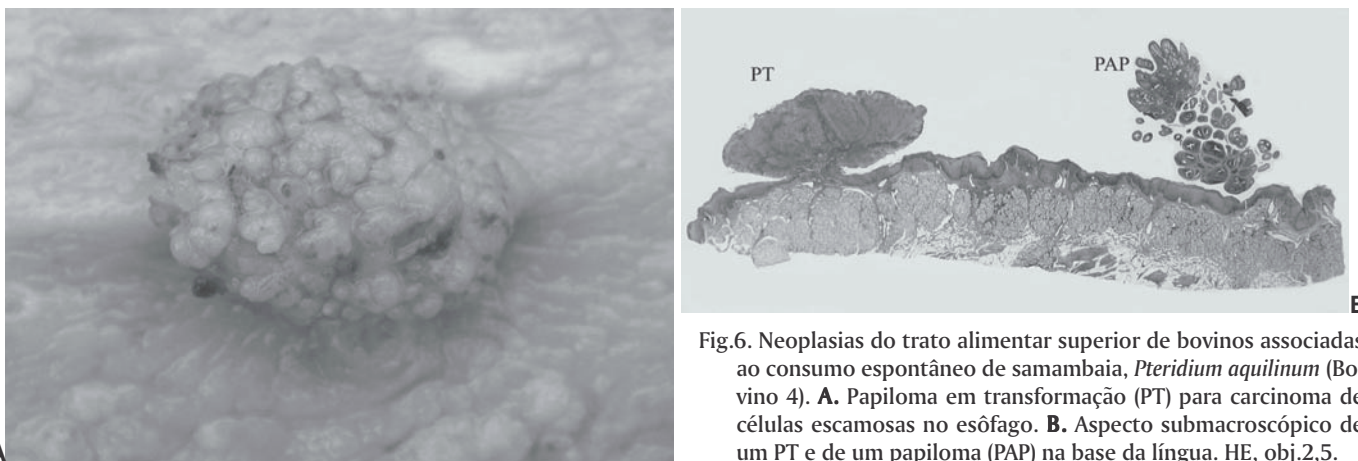 PT
PAP
A
B
Fig.6. Neoplasias do trato alimentar superior de bovinos associadas
ao consumo espontâneo de samambaia, Pteridium aquilinum (Bo
vino 4). A. Papiloma em transformação (PT) para carcinoma de
células escamosas no esôfago. B. Aspecto submacroscópico de
um PT e de um papiloma (PAP) na base da língua. HE, obj.2,5.